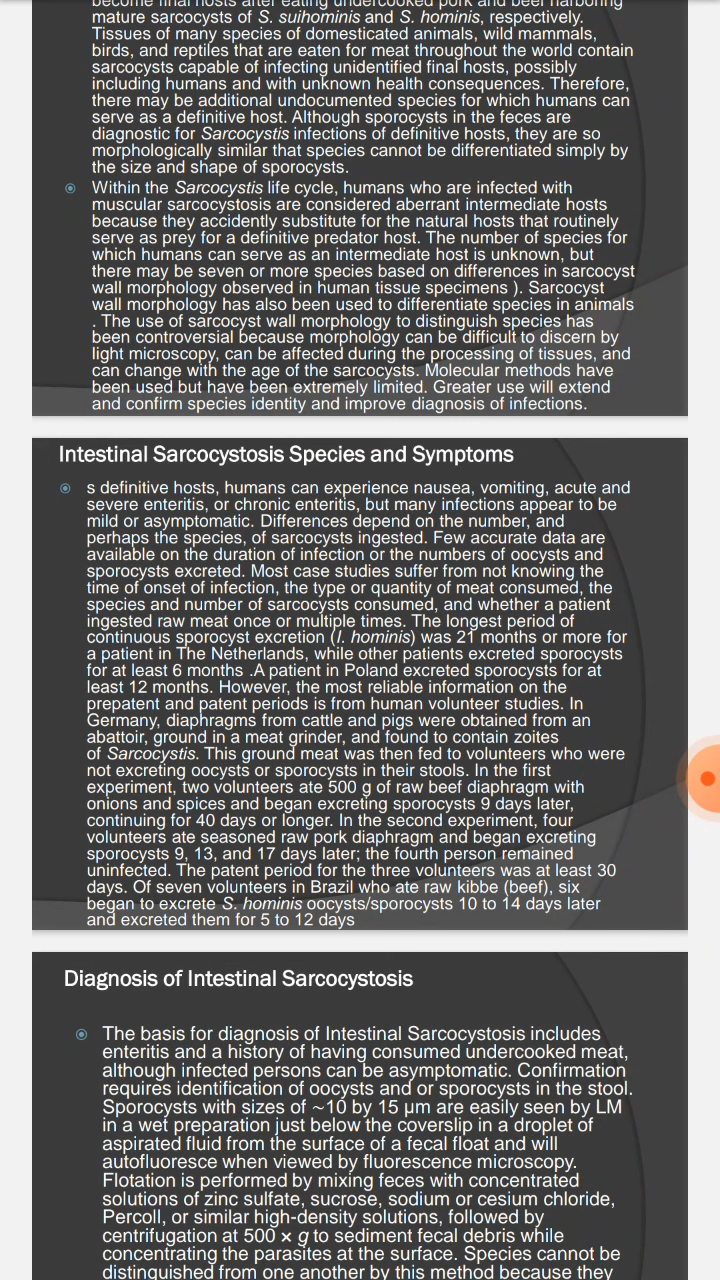 become final hosts after eating undercooked pork and beef harboring
mature sarcocysts of S. suihominis and S. hominis, respectively.
Tissues of many species of domesticated animals, wild mammals,
birds, and reptiles that are eaten for meat throughout the world contain
sarcocysts capable of infecting unidentified final hosts, possibly
including humans and with unknown health consequences. Therefore,
there may be additional undocumented species for which humans can
serve as a definitive host. Although sporocysts in the feces are
diagnostic for Sarcocystis infections of definitive hosts, they are so
morphologically similar that species cannot be differentiated simply by
the size and shape of sporocysts.
Within the Sarcocystis life cycle, humans who are infected with
muscular sarcocystosis are considered aberrant intermediate hosts
because they accidently substitute for the natural hosts that routinely
serve as prey for a definitive predator host. The number of species for
which humans can serve as an intermediate host is unknown, but
there may be seven or more species based on differences in sarcocyst
wall morphology observed in human tissue specimens ). Sarcocyst
wall morphology has also been used to differentiate species in animals
. The use of sarcocyst wall morphology to distinguish species has
been controversial because morphology can be difficult to discern by
light microscopy, can be affected during the processing of tissues, and
can change with the age of the sarcocysts. Molecular methods have
been used but have been extremely limited. Greater use will extend
and confirm species identity and improve diagnosis of infections.
Intestinal Sarcocystosis Species and Symptoms
s definitive hosts, humans can experience nausea, vomiting, acute and
severe enteritis, or chronic enteritis, but many infections appear to be
mild or asymptomatic. Differences depend on the number, and
perhaps the species, of sarcocysts ingested. Few accurate data are
available on the duration of infection or the numbers of oocysts and
sporocysts excreted. Most case studies suffer from not knowing the
time of onset of infection, the type or quantity of meat consumed, the
species and number of sarcocysts consumed, and whether a patient
ingested raw meat once or multiple times. The longest period of
continuous sporocyst excretion (I. hominis) was 21 months or more for
a patient in The Netherlands, while other patients excreted sporocysts
for at least 6 months .A patient in Poland excreted sporocysts for at
least 12 months. However, the most reliable information on the
prepatent and patent periods is from human volunteer studies. In
Germany, diaphragms from cattle and pigs were obtained from an
abattoir, ground in a meat grinder, and found to contain zoites
of Sarcocystis. This ground meat was then fed to volunteers who were
not excreting oocysts or sporocysts in their stools. In the first
experiment, two volunteers ate 500 g of raw beef diaphragm with
onions and spices and began excreting sporocysts 9 days later,
continuing for 40 days or longer. In the second experiment, four
volunteers ate seasoned raw pork diaphragm and began excreting
sporocysts 9, 13, and 17 days later; the fourth person remained
uninfected. The patent period for the three volunteers was at least 30
days. Of seven volunteers in Brazil who ate raw kibbe (beef), six
began to excrete S. hominis oocysts/sporocysts 10 to 14 days later
and excreted them for 5 to 12 days
Diagnosis of Intestinal Sarcocystosis
The basis for diagnosis of Intestinal Sarcocystosis includes
enteritis and a history of having consumed undercooked meat,
although infected persons can be asymptomatic. Confirmation
requires identification of oocysts and or sporocysts in the stool.
Sporocysts with sizes of ~10 by 15 μm are easily seen by LM
in a wet preparation just below the coverslip in a droplet of
aspirated fluid from the surface of a fecal float and will
autofluoresce when viewed by fluorescence microscopy.
Flotation is performed by mixing feces with concentrated
solutions of zinc sulfate, sucrose, sodium or cesium chloride,
Percoll, or similar high-density solutions, followed by
centrifugation at 500 × g to sediment fecal debris while
concentrating the parasites at the surface. Species cannot be
distinguished from one another by this method because they